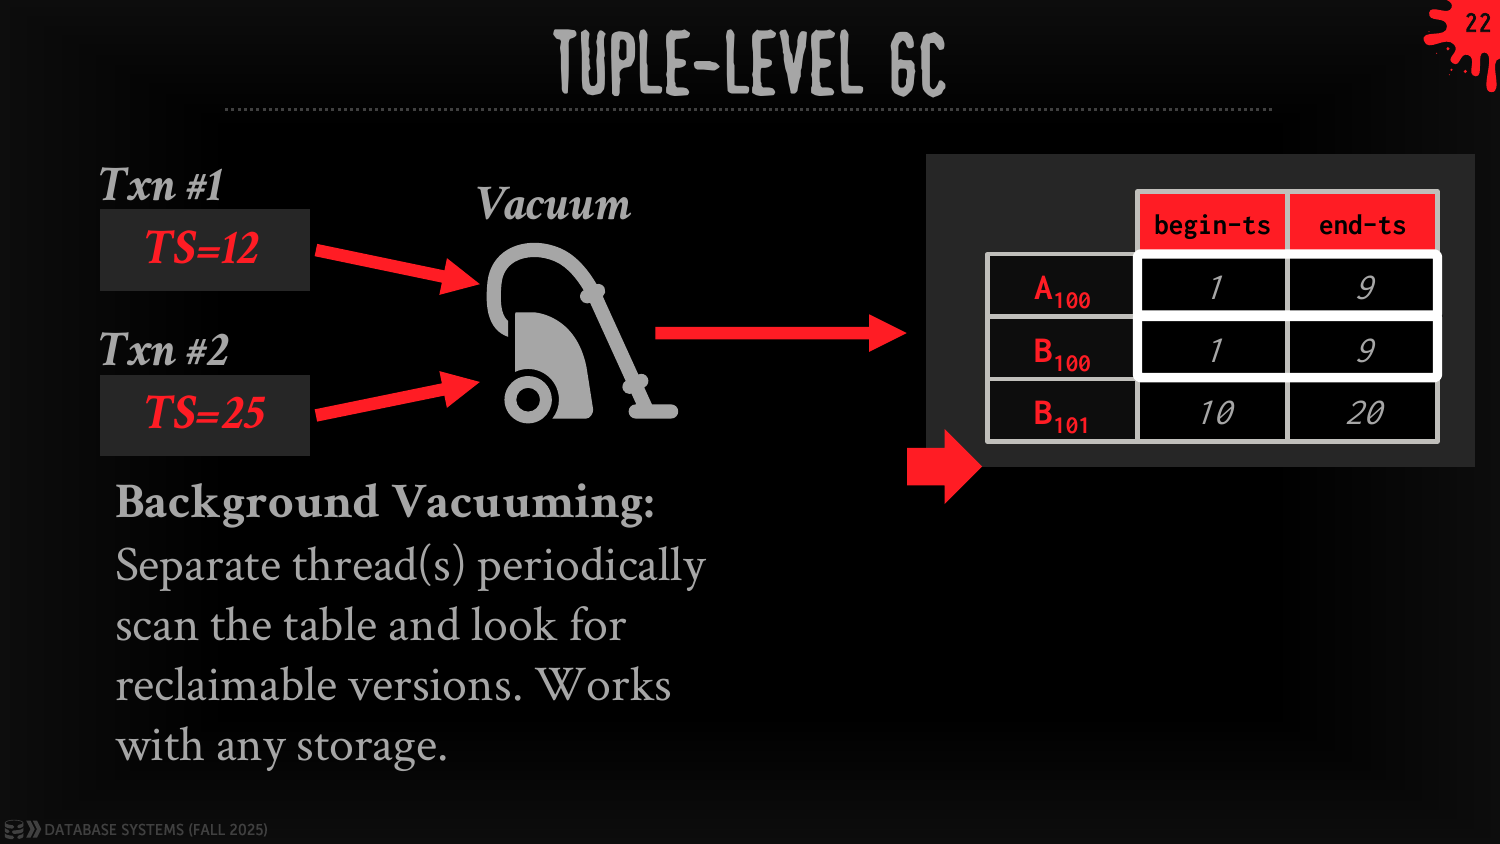 22
TUPLE-LEVEL GC
Txn #1
TS=12
Txn #2
TS=25
Vacuum
begin-ts end-ts
A100 1 9
B100 1 9
B101 10 20
Background Vacuuming:
Separate thread(s) periodically
scan the table and look for
reclaimable versions. Works
with any storage.
DATABASE SYSTEMS (FALL 2025)